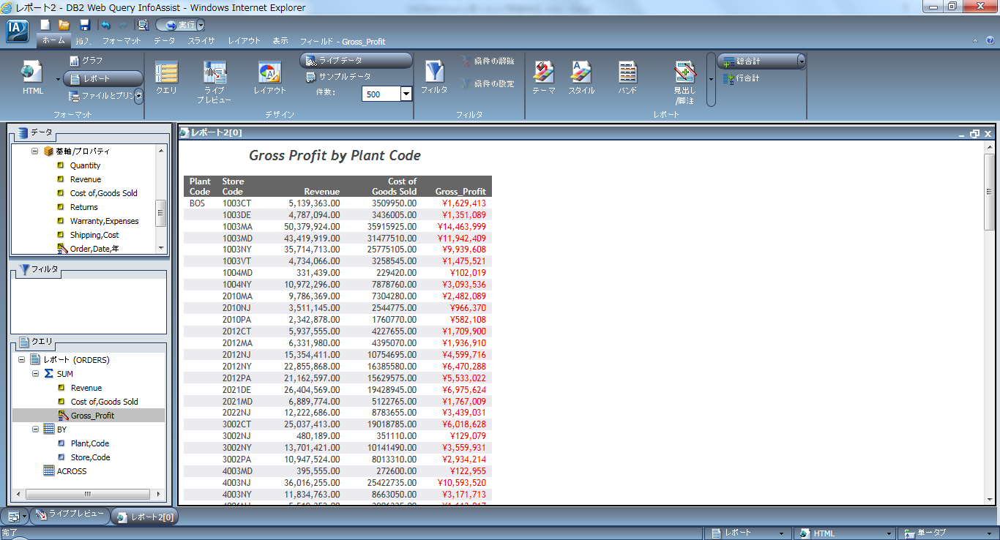 レポート2 - DB2 Web Query InfoAssist - Windows Internet Explorer
IA
実行
ホーム 挿入 フォーマット データ スライサ レイアウト 表示 フィールド - Gross_Profit
HTML
グラフ
レポート
ファイルとプリン
フォーマット
クエリ
ライブ
プレビュー
レイアウト
ライブデータ
サンプルデータ
件数: 500
デザイン
フィルタ
条件の解除
条件の設定
フィルタ
テーマ
スタイル
バンド
見出し
/脚注
総合計
行合計
レポート
データ
基軸/プロパティ
Quantity
Revenue
Cost of,Goods Sold
Returns
Warranty,Expenses
Shipping,Cost
Order,Date,年
フィルタ
クエリ
レポート (ORDERS)
SUM
Revenue
Cost of,Goods Sold
Gross_Profit
BY
Plant,Code
Store,Code
ACROSS
レポート2[0]
Gross Profit by Plant Code
Plant Store Cost of
Code Code Revenue Goods Sold Gross_Profit
BOS 1003CT 5,139,363.00 3509950.00 ¥1,629,413
1003DE 4,787,094.00 3436005.00 ¥1,351,089
1003MA 50,379,924.00 35915925.00 ¥14,463,999
1003MD 43,419,919.00 31477510.00 ¥11,942,409
1003NY 35,714,713.00 25775105.00 ¥9,939,608
1003VT 4,734,066.00 3258545.00 ¥1,475,521
1004MD 331,439.00 229420.00 ¥102,019
1004NY 10,972,296.00 7878760.00 ¥3,093,536
2010MA 9,786,369.00 7304280.00 ¥2,482,089
2010NJ 3,511,145.00 2544775.00 ¥966,370
2010PA 2,342,878.00 1760770.00 ¥582,108
2012CT 5,937,555.00 4227655.00 ¥1,709,900
2012MA 6,331,980.00 4395070.00 ¥1,936,910
2012NJ 15,354,411.00 10754695.00 ¥4,599,716
2012NY 22,855,868.00 16385580.00 ¥6,470,288
2012PA 21,162,597.00 15629575.00 ¥5,533,022
2021DE 26,404,569.00 19428945.00 ¥6,975,624
2021MD 6,889,774.00 5122765.00 ¥1,767,009
2022NJ 12,222,686.00 8783655.00 ¥3,439,031
3002CT 25,037,413.00 19018785.00 ¥6,018,628
3002NJ 480,189.00 351110.00 ¥129,079
3002NY 13,701,421.00 10141490.00 ¥3,559,931
3002PA 10,947,524.00 8013310.00 ¥2,934,214
4003MD 395,555.00 272600.00 ¥122,955
4003NJ 36,016,255.00 25422735.00 ¥10,593,520
4003NY 11,834,763.00 8663050.00 ¥3,171,713
ライブプレビュー レポート2[0]
完了 レポート HTML 単一タブ